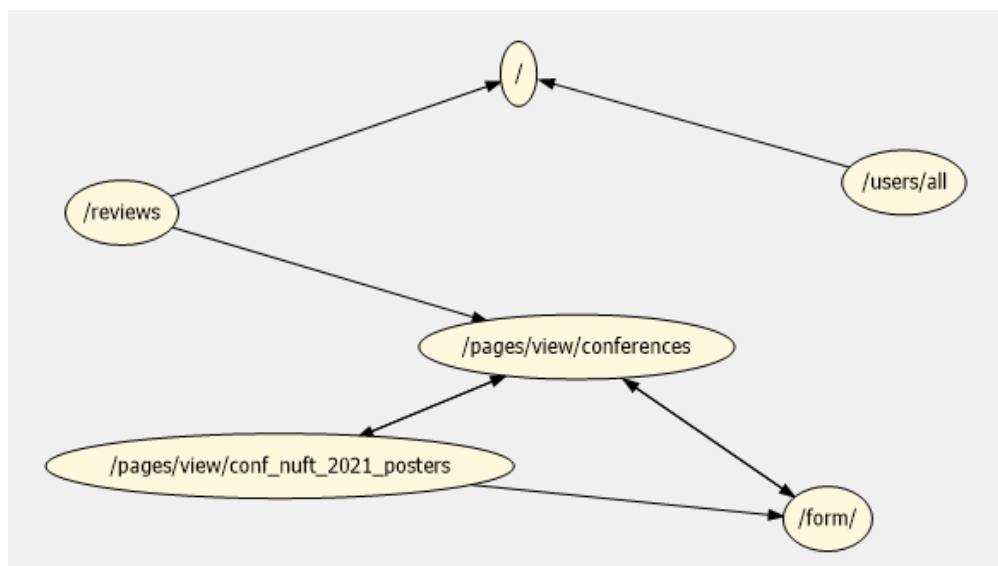 /
/users/all
/reviews
/pages/view/conferences
/pages/view/conf_nuft_2021_posters
/form/